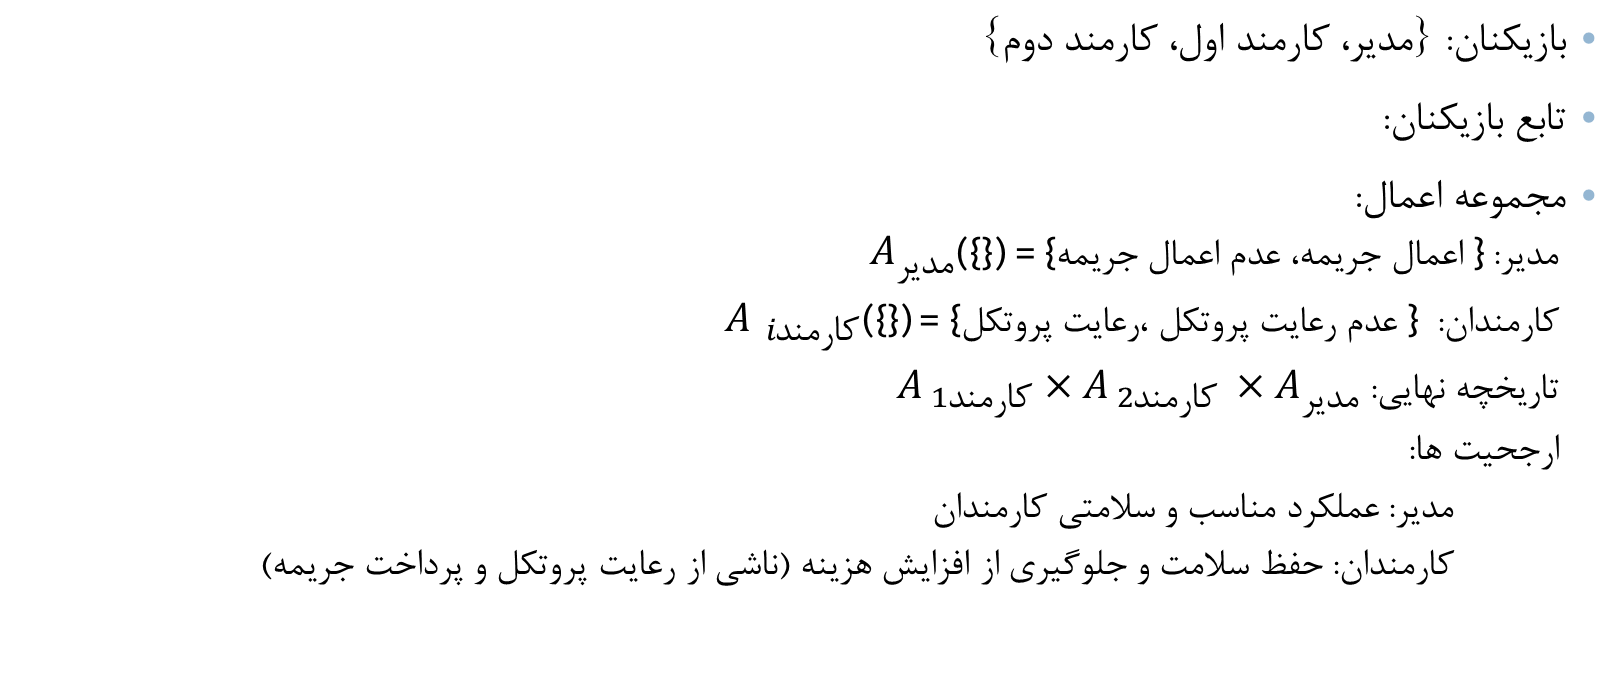 • بازیکنان: {مدیر، کارمند اول، کارمند دوم}
• تابع بازیکنان:
• مجموعه اعمال:
مدیر: { اعمال جریمه، عدم اعمال جریمه} = ({})A مدیر
کارمندان: { عدم رعایت پروتکل ،رعایت پروتکل} = ({})A کارمندi
تاریخچه نهایی: A کارمند1 × A کارمند2 × A مدیر
ارجحیت ها:
مدیر: عملکرد مناسب و سلامتی کارمندان
کارمندان: حفظ سلامت و جلوگیری از افزایش هزینه (ناشی از رعایت پروتکل و پرداخت جریمه)